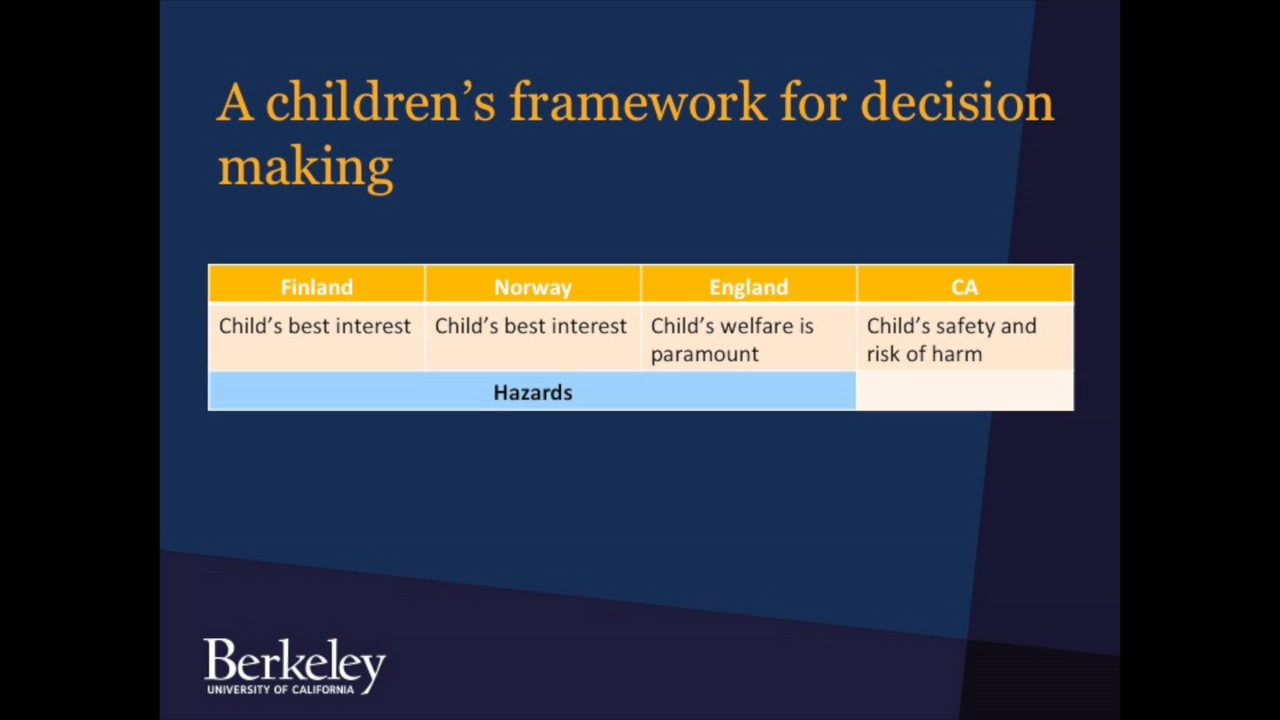 A children’s framework for decision
making
Finland Norway England CA
Child’s best interest Child’s best interest Child’s welfare is Child’s safety and
paramount risk of harm
Hazards
Berkeley
UNIVERSITY OF CALIFORNIA